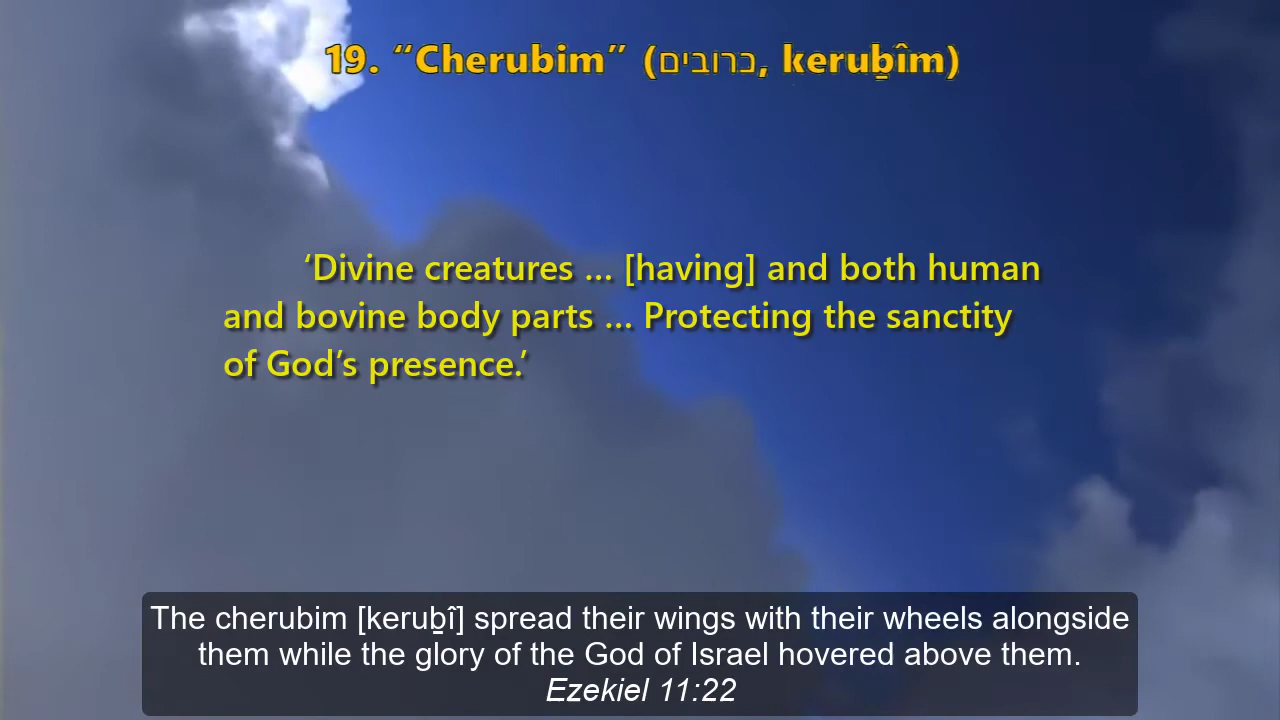 19. “Cherubim” (כרובים, keruḇîm)
‘Divine creatures … [having] and both human
and bovine body parts … Protecting the sanctity
of God’s presence.’
The cherubim [keruḇî] spread their wings with their wheels alongside
them while the glory of the God of Israel hovered above them.
Ezekiel 11:22